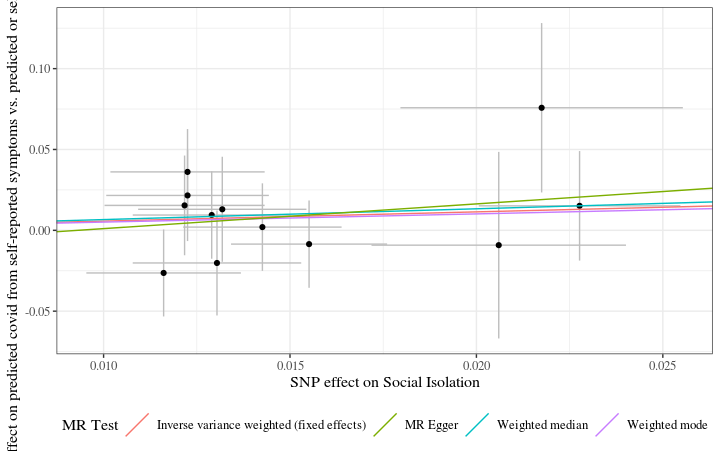 ffect on predicted covid from self-reported symptoms vs. predicted or se
0.10
0.05
0.00
-0.05
0.010
0.015
0.020
0.025
SNP effect on Social Isolation
MR Test
Inverse variance weighted (fixed effects)
MR Egger
Weighted median
Weighted mode